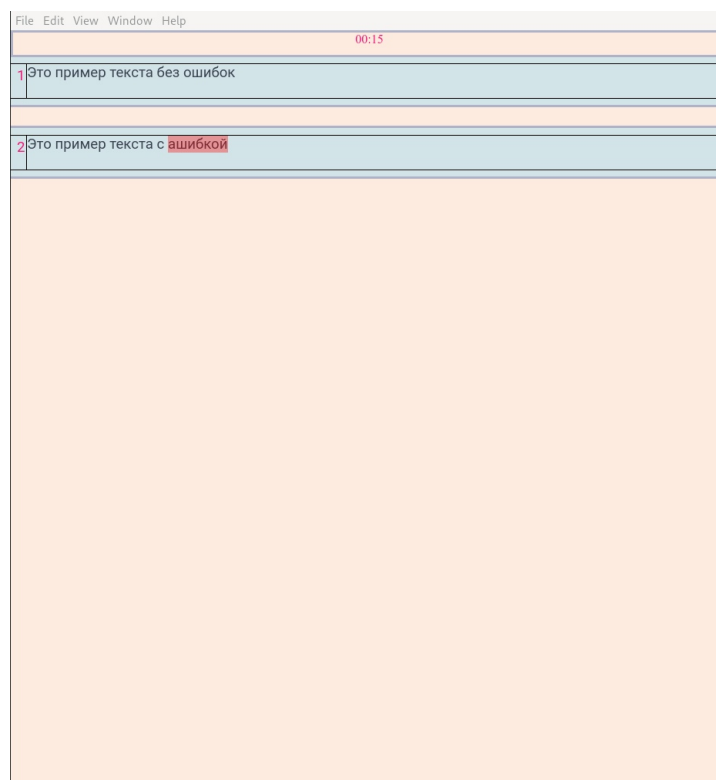 File Edit View Window Help
00:15
1 Это пример текста без ошибок
2 Это пример текста с ашибкой